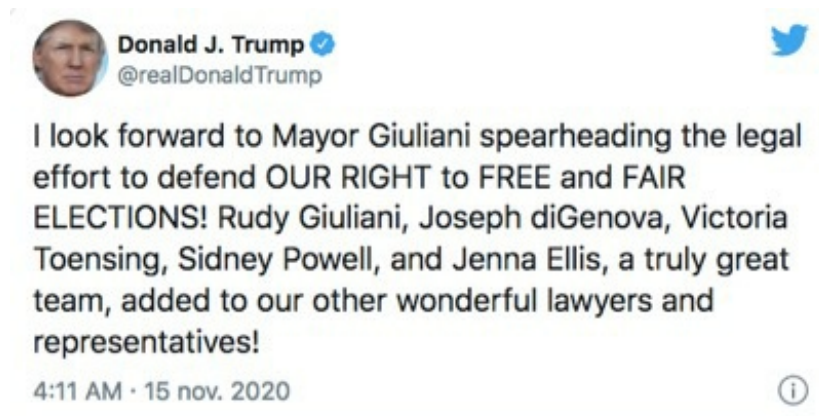 Donald J. Trump
@realDonaldTrump
I look forward to Mayor Giuliani spearheading the legal
effort to defend OUR RIGHT to FREE and FAIR
ELECTIONS! Rudy Giuliani, Joseph diGenova, Victoria
Toensing, Sidney Powell, and Jenna Ellis, a truly great
team, added to our other wonderful lawyers and
representatives!
4:11 AM · 15 nov. 2020